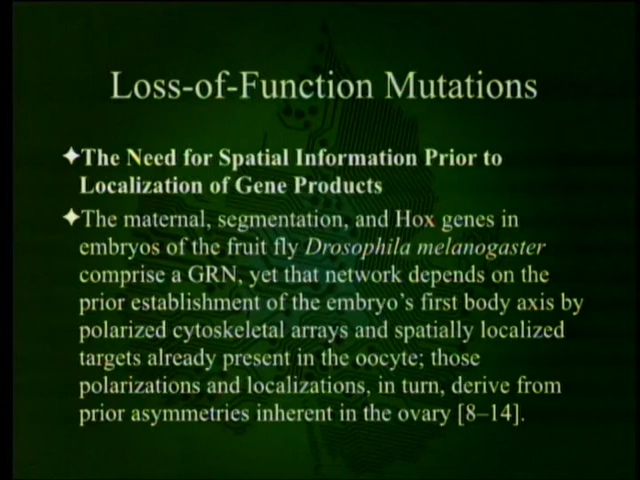 Loss-of-Function Mutations
✦The Need for Spatial Information Prior to
Localization of Gene Products
✦The maternal, segmentation, and Hox genes in
embryos of the fruit fly Drosophila melanogaster
comprise a GRN, yet that network depends on the
prior establishment of the embryo's first body axis by
polarized cytoskeletal arrays and spatially localized
targets already present in the oocyte; those
polarizations and localizations, in turn, derive from
prior asymmetries inherent in the ovary [8–14].